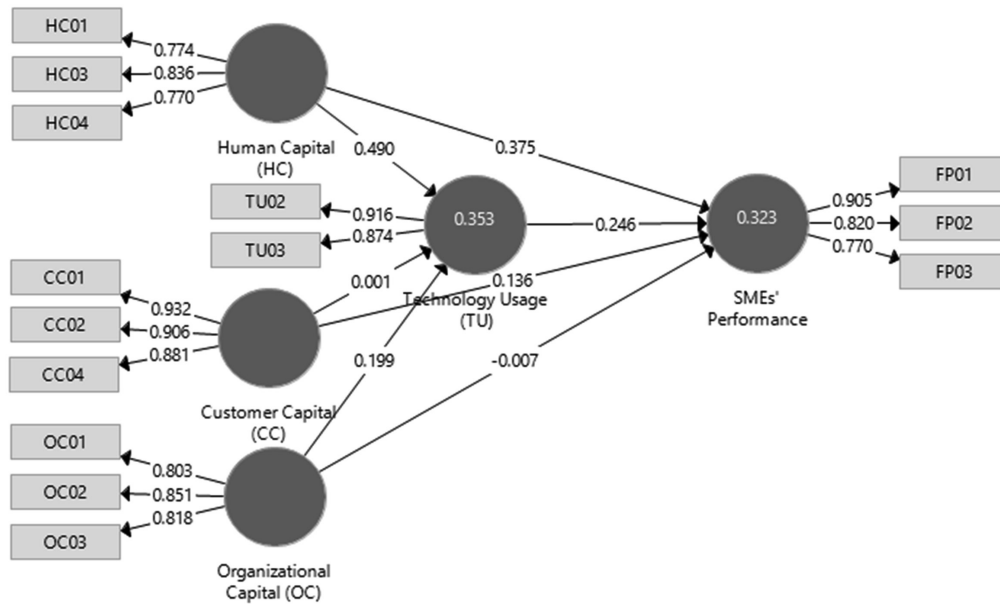 HC01
0.774
HC03
0.836
HC04
0.770
Human Capital
(HC)
0.490
0.375
TU02
0.916
TU03
0.874
0.353
0.246
0.323
SMEs'
Performance
0.905
FP01
0.820
FP02
0.770
FP03
Technology Usage
(TU)
0.001
0.136
CC01
0.932
CC02
0.906
CC04
0.881
Customer Capital
(CC)
0.199
-0.007
OC01
0.803
OC02
0.851
OC03
0.818
Organizational
Capital (OC)